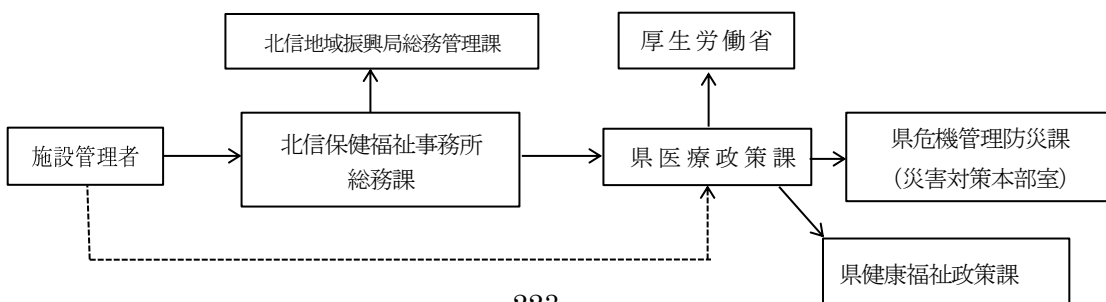 北信地域振興局総務管理課
厚生労働省
施設管理者
北信保健福祉事務所
総務課
県医療政策課
県危機管理防災課
（災害対策本部室）
県健康福祉政策課